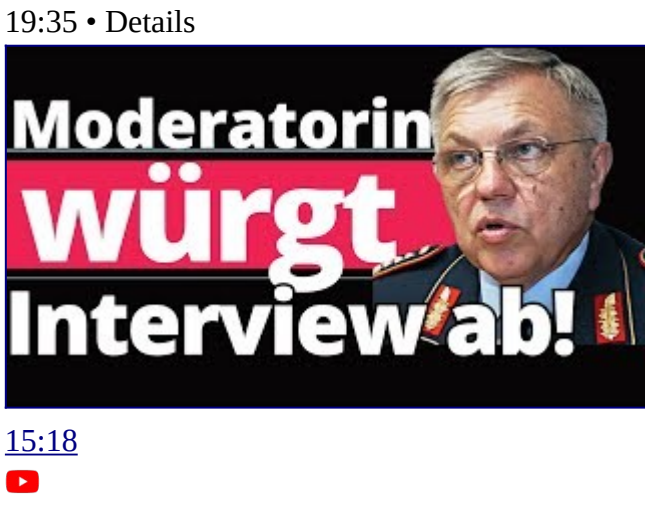 19:35 • Details
Moderatorin
würgt
Interview ab!
15:18